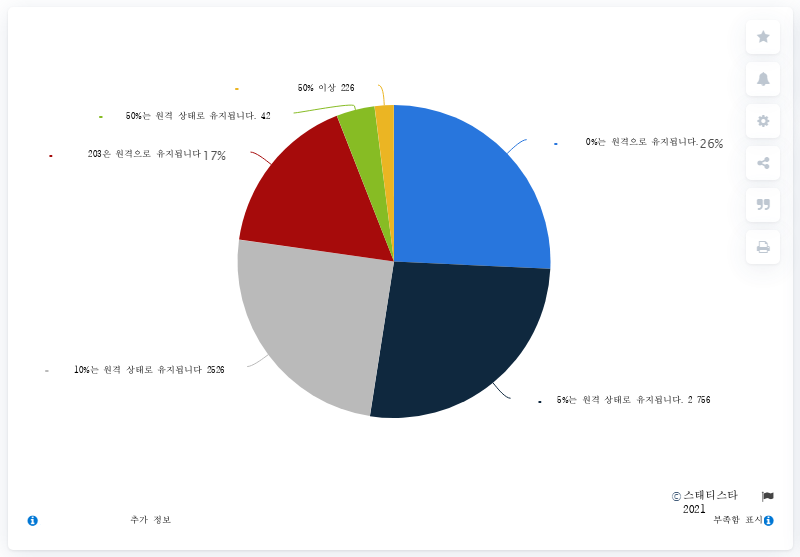 50% 이상 226
50%는 원격 상태로 유지됩니다. 42
203은 원격으로 유지됩니다 17%
0%는 원격으로 유지됩니다. 26%
10%는 원격 상태로 유지됩니다 2526
5%는 원격 상태로 유지됩니다. 2 756
© 스태티스타
2021
추가 정보
부족함 표시